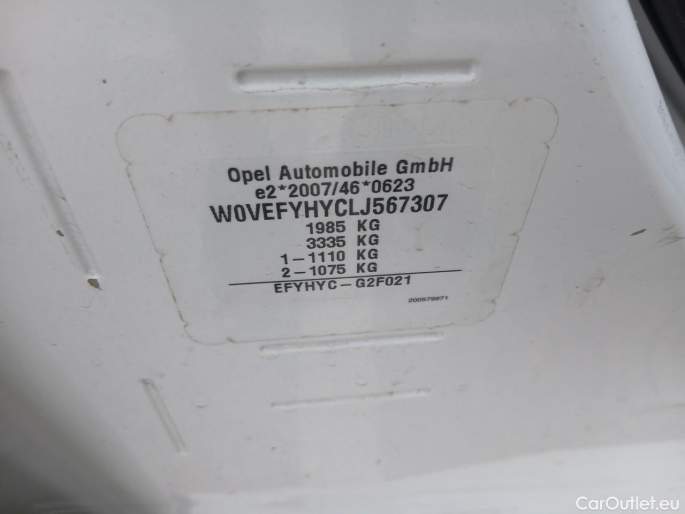 Opel Automobile GmbH
e2*2007/46*0623
W0VEFYHYCLJ567307
1985 KG
3335 KG
1-1110 KG
2-1075 KG
EFYHYC-G2F021
CarOutlet.eu